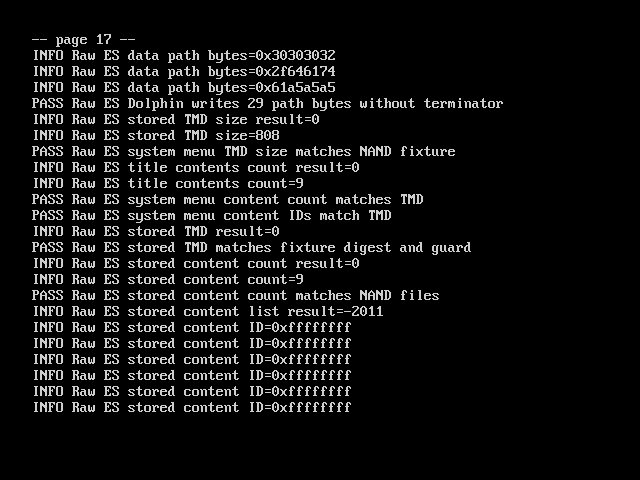 -- page 17 --
INFO Raw ES data path bytes=0x30303032
INFO Raw ES data path bytes=0x2f646174
INFO Raw ES data path bytes=0x61a5a5a5
PASS Raw ES Dolphin writes 29 path bytes without terminator
INFO Raw ES stored TMD size result=0
INFO Raw ES stored TMD size=808
PASS Raw ES system menu TMD size matches NAND fixture
INFO Raw ES title contents count result=0
INFO Raw ES title contents count=9
PASS Raw ES system menu content count matches TMD
PASS Raw ES system menu content IDs match TMD
INFO Raw ES stored TMD result=0
PASS Raw ES stored TMD matches fixture digest and guard
INFO Raw ES stored content count result=0
INFO Raw ES stored content count=9
PASS Raw ES stored content count matches NAND files
INFO Raw ES stored content list result=-2011
INFO Raw ES stored content ID=0xffffffff
INFO Raw ES stored content ID=0xffffffff
INFO Raw ES stored content ID=0xffffffff
INFO Raw ES stored content ID=0xffffffff
INFO Raw ES stored content ID=0xffffffff
INFO Raw ES stored content ID=0xffffffff